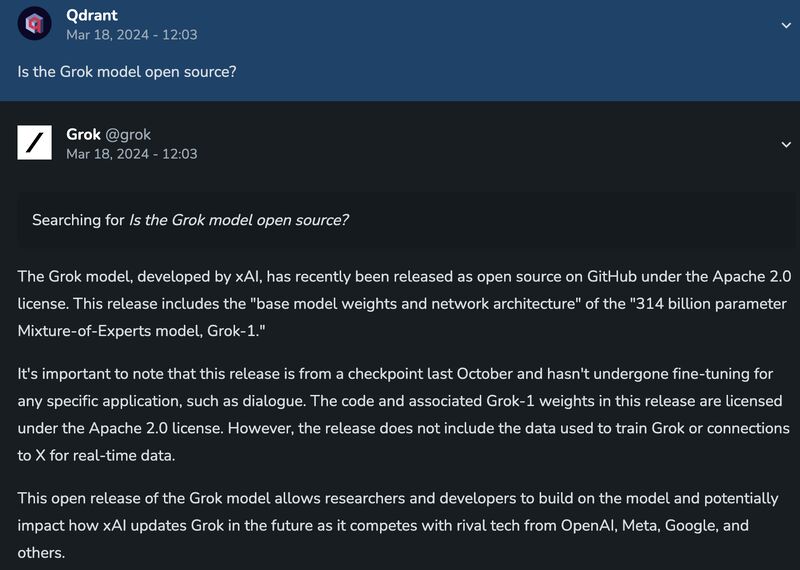 Qdrant
Mar 18, 2024 - 12:03
Is the Grok model open source?
Grok @grok
Mar 18, 2024 - 12:03
Searching for Is the Grok model open source?
The Grok model, developed by xAI, has recently been released as open source on GitHub under the Apache 2.0
license. This release includes the "base model weights and network architecture" of the "314 billion parameter
Mixture-of-Experts model, Grok-1."
It's important to note that this release is from a checkpoint last October and hasn't undergone fine-tuning for
any specific application, such as dialogue. The code and associated Grok-1 weights in this release are licensed
under the Apache 2.0 license. However, the release does not include the data used to train Grok or connections
to X for real-time data.
This open release of the Grok model allows researchers and developers to build on the model and potentially
impact how xAI updates Grok in the future as it competes with rival tech from OpenAI, Meta, Google, and
others.